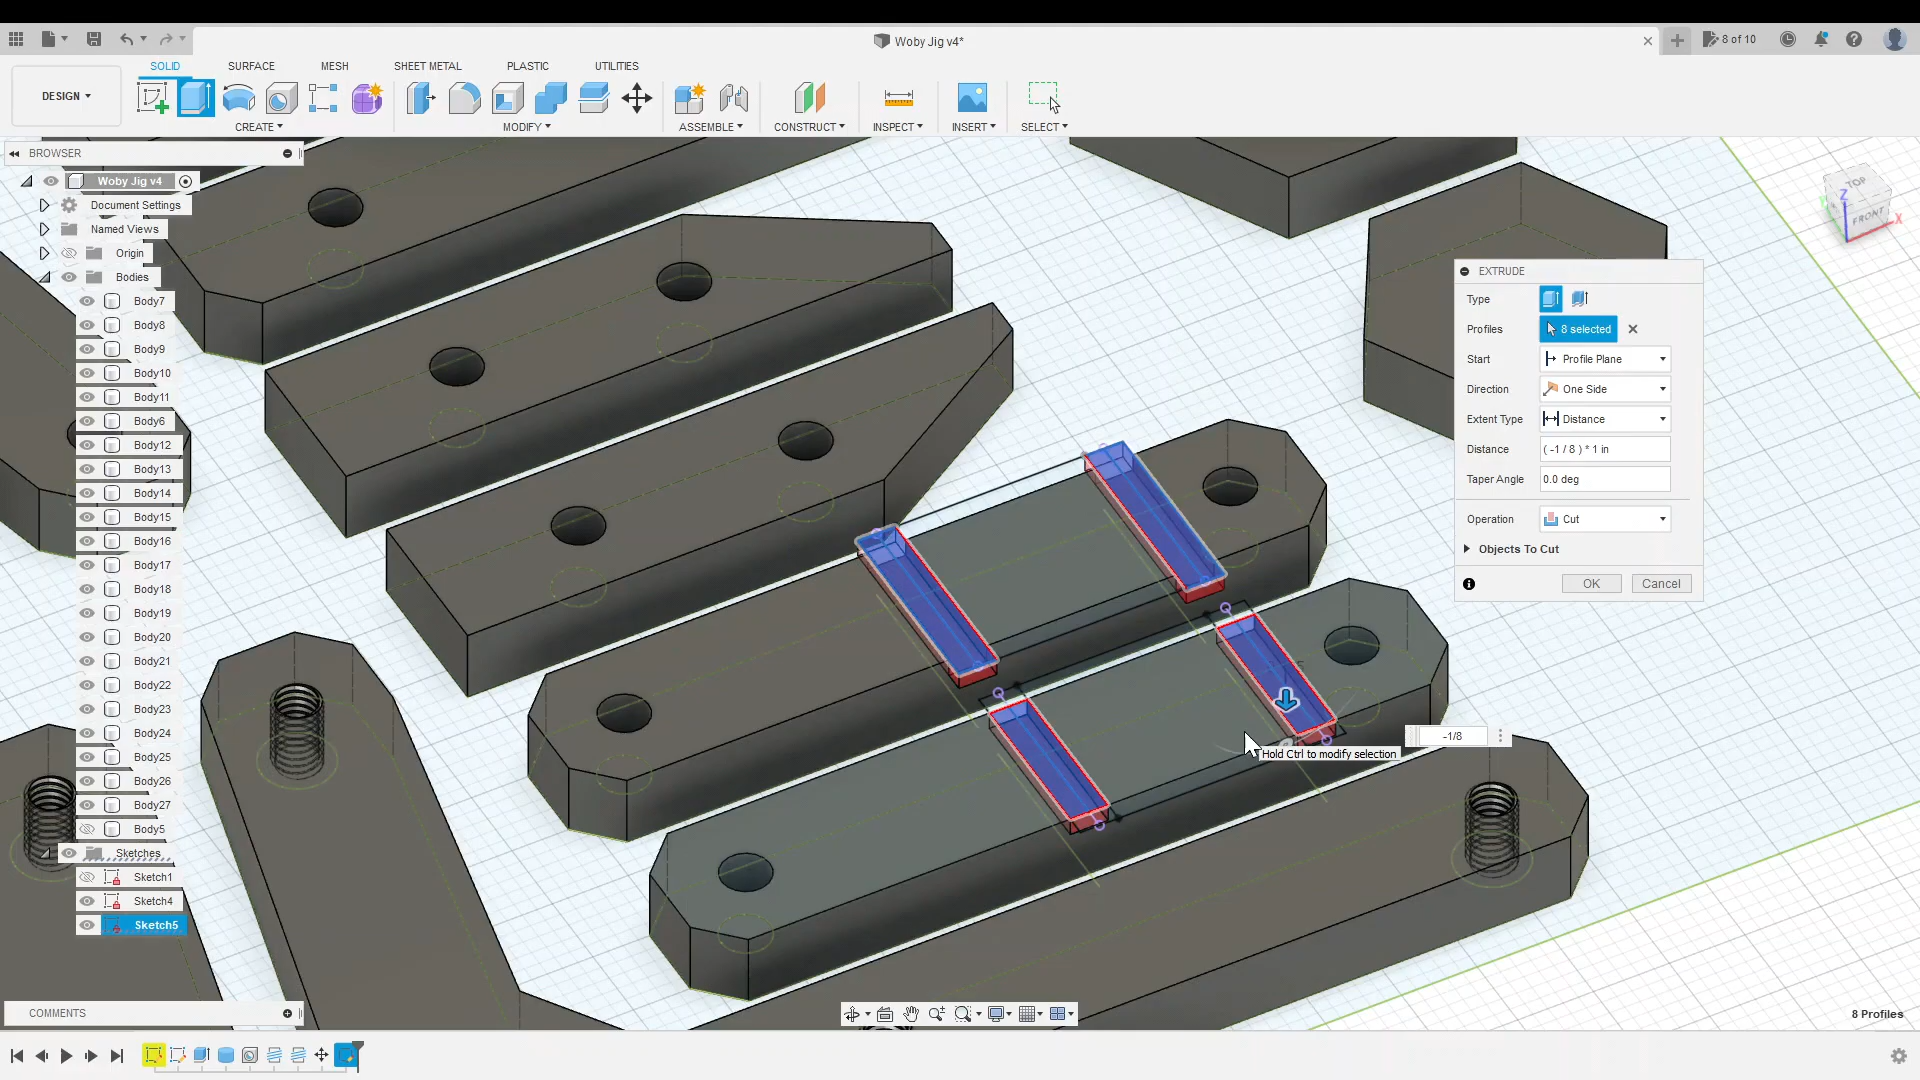 Woby Jig v4*
8 of 10
DESIGN
SOLID
SURFACE
MESH
SHEET METAL
PLASTIC
UTILITIES
CREATE
MODIFY
ASSEMBLE
CONSTRUCT
INSPECT
INSERT
SELECT
BROWSER
Woby Jig v4
Document Settings
Named Views
Origin
Bodies
Body7
Body8
Body9
Body10
Body11
Body6
Body12
Body13
Body14
Body15
Body16
Body17
Body18
Body19
Body20
Body21
Body22
Body23
Body24
Body25
Body26
Body27
Body5
Sketches
Sketch1
Sketch4
Sketch5
TOP
FRONT
Z
X
EXTRUDE
Type
Profiles 8 selected
Start Profile Plane
Direction One Side
Extent Type Distance
Distance ( -1 / 8 ) * 1 in
Taper Angle 0.0 deg
Operation Cut
Objects To Cut
OK Cancel
-1/8
Hold Ctrl to modify selection
COMMENTS
8 Profiles